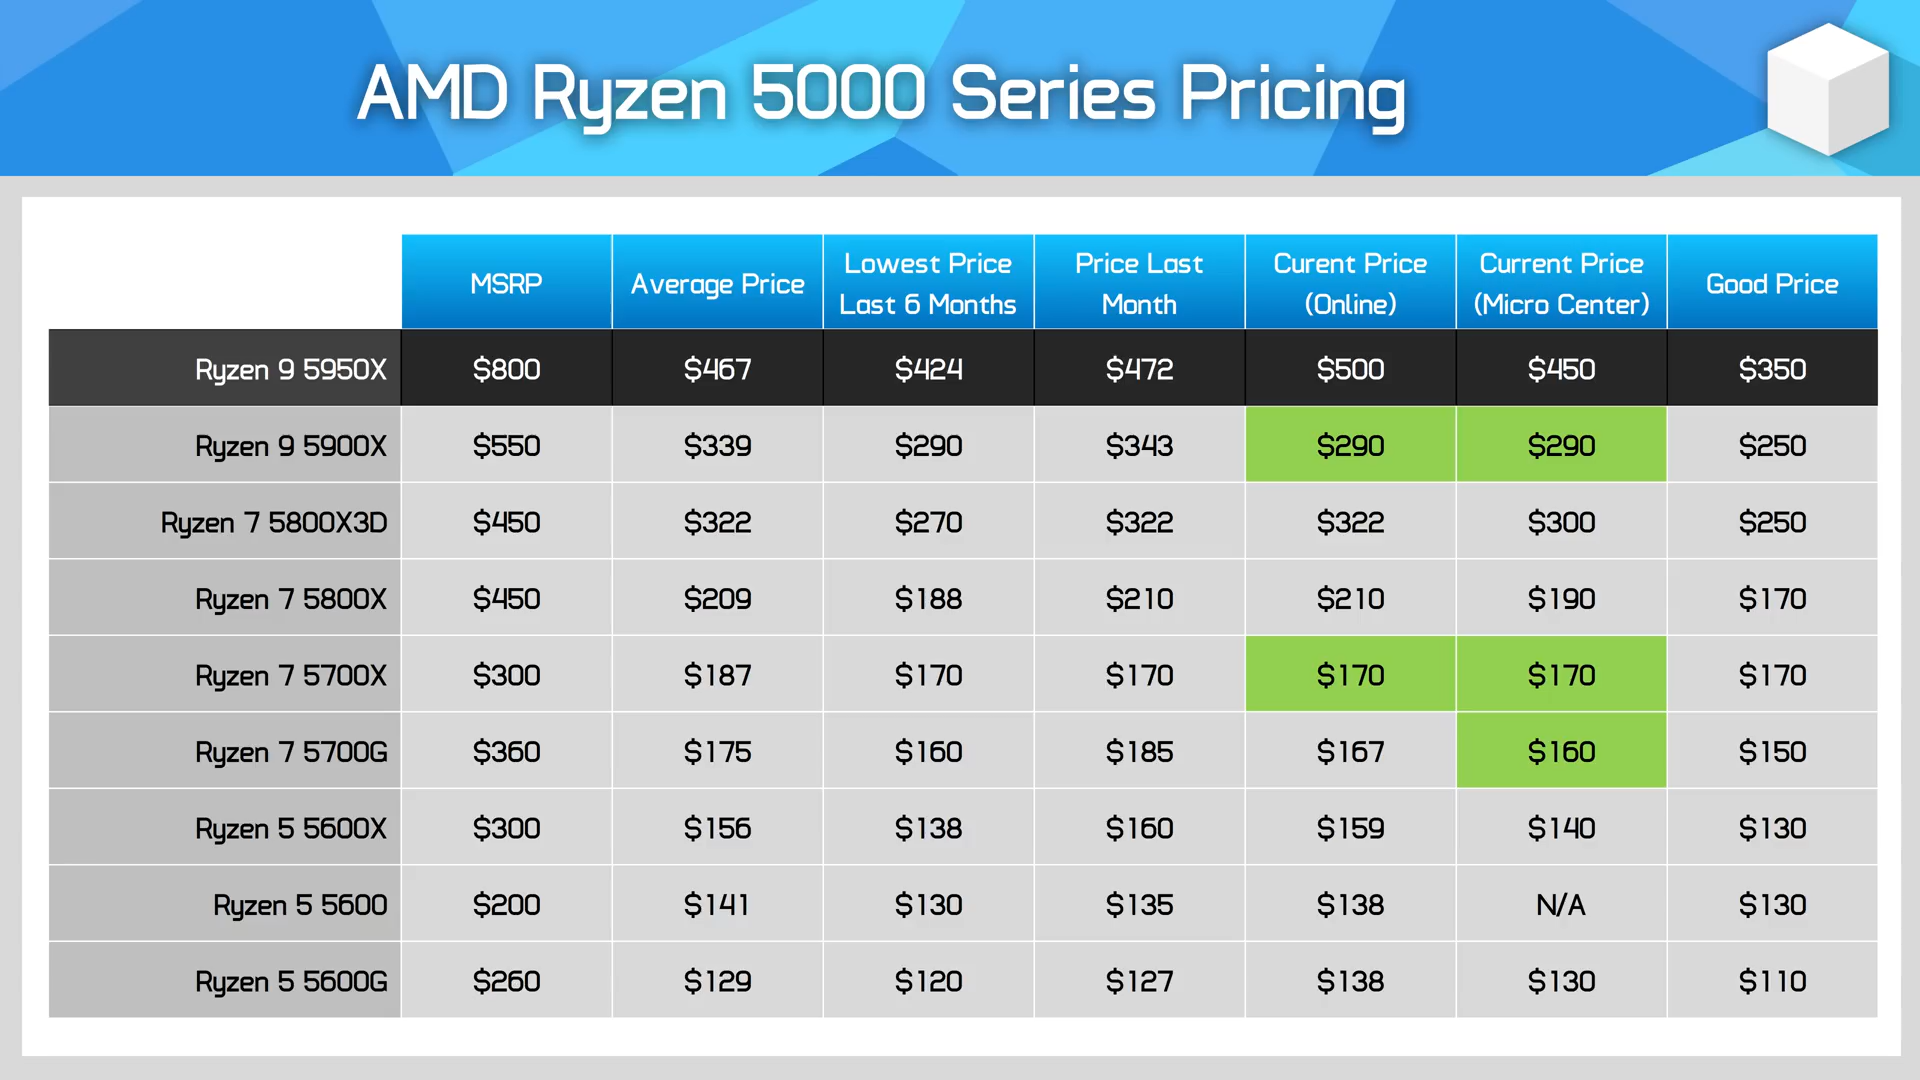 AMD Ryzen 5000 Series Pricing
MSRP Average Price Lowest Price Last 6 Months Price Last Month Curent Price (Online) Current Price (Micro Center) Good Price
Ryzen 9 5950X $800 $467 $424 $472 $500 $450 $350
Ryzen 9 5900X $550 $339 $290 $343 $290 $290 $250
Ryzen 7 5800X3D $450 $322 $270 $322 $322 $300 $250
Ryzen 7 5800X $450 $209 $188 $210 $210 $190 $170
Ryzen 7 5700X $300 $187 $170 $170 $170 $170 $170
Ryzen 7 5700G $360 $175 $160 $185 $167 $160 $150
Ryzen 5 5600X $300 $156 $138 $160 $159 $140 $130
Ryzen 5 5600 $200 $141 $130 $135 $138 N/A $130
Ryzen 5 5600G $260 $129 $120 $127 $138 $130 $110